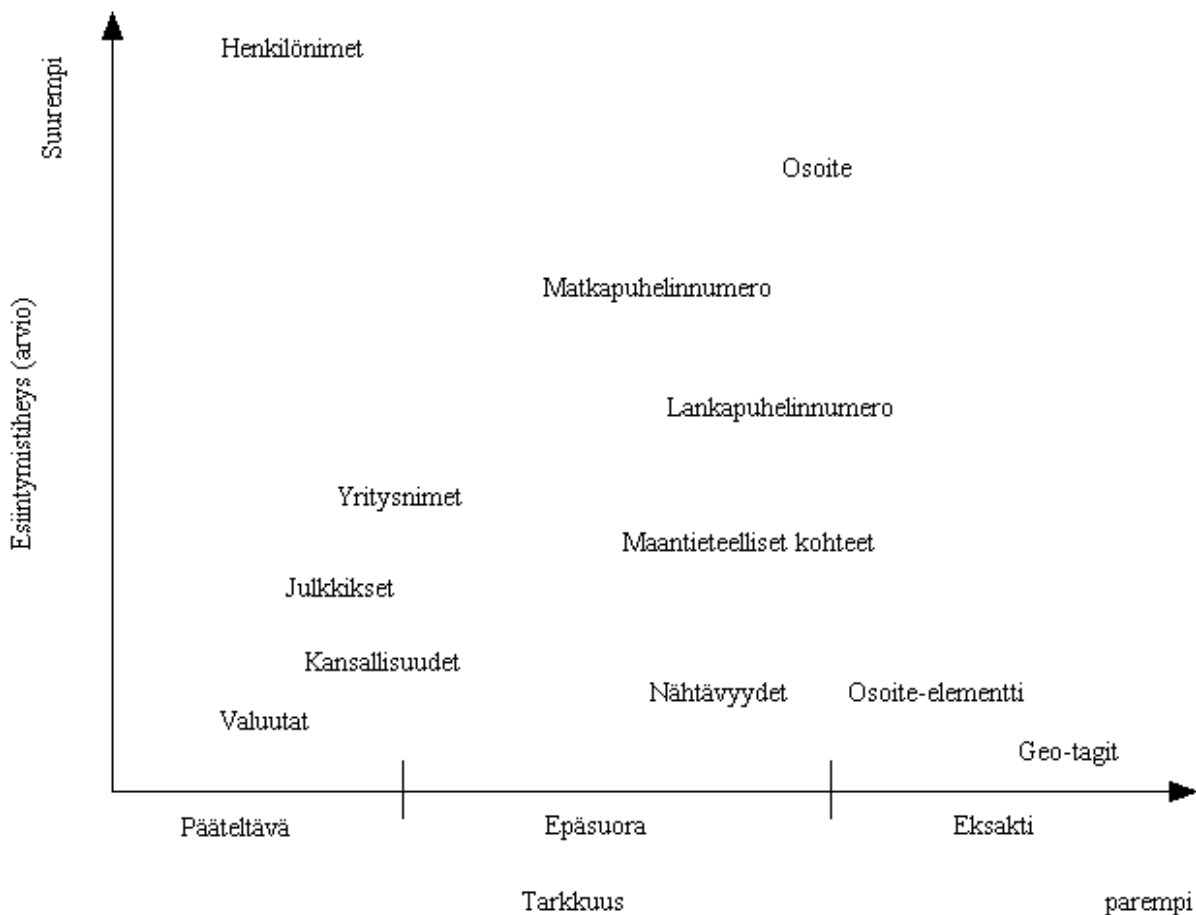 Henkilönimet
Suurempi
Osoite
Matkapuhelinnumero
Esiintymistiheys (arvio)
Lankapuhelinnumero
Yritysnimet
Maantieteelliset kohteet
Julkkikset
Kansallisuudet
Nähtävyydet
Osoite-elementti
Valuutat
Geo-tagit
Pääteltävä
Epäsuora
Eksakti
Tarkkuus
parempi